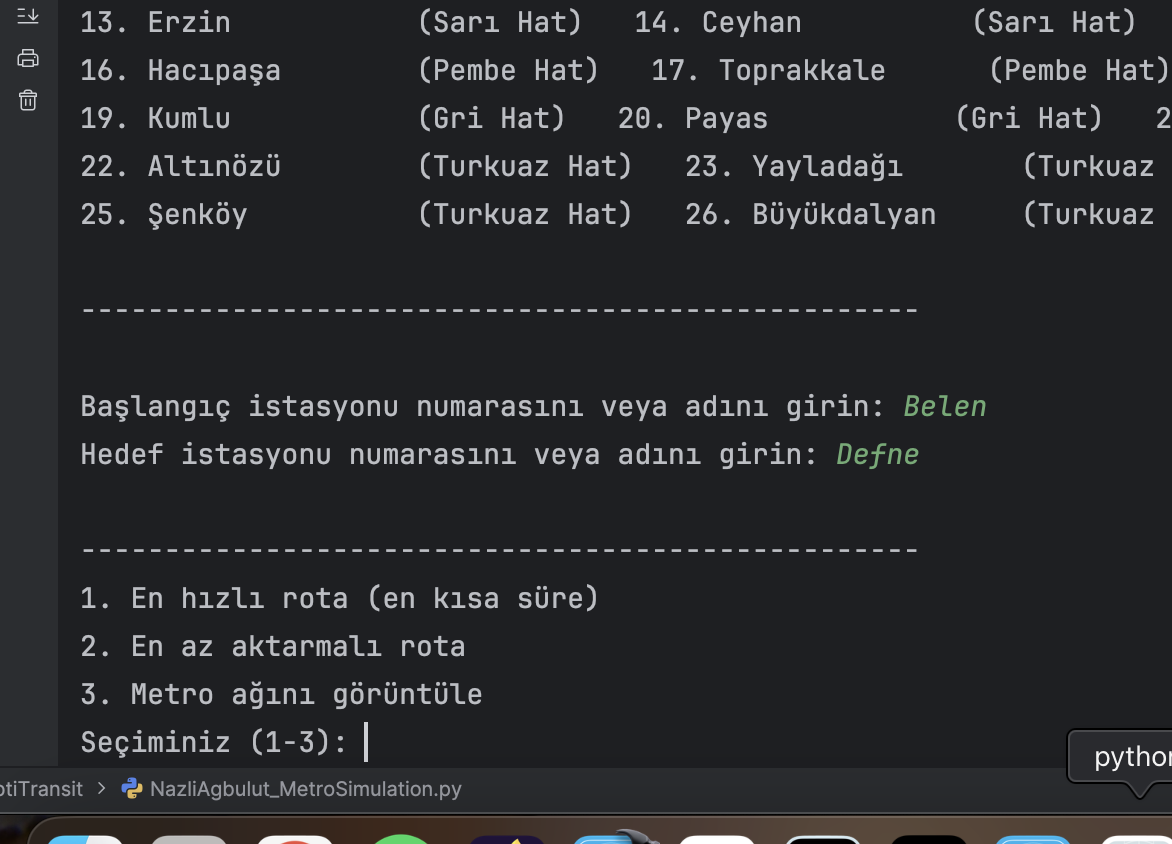 13. Erzin (Sarı Hat) 14. Ceyhan (Sarı Hat)
16. Hacıpaşa (Pembe Hat) 17. Toprakkale (Pembe Hat)
19. Kumlu (Gri Hat) 20. Payas (Gri Hat) 2
22. Altınözü (Turkuaz Hat) 23. Yayladağı (Turkuaz
25. Şenköy (Turkuaz Hat) 26. Büyükdalyan (Turkuaz
--------------------------------------------------
Başlangıç istasyonu numarasını veya adını girin: Belen
Hedef istasyonu numarasını veya adını girin: Defne
--------------------------------------------------
1. En hızlı rota (en kısa süre)
2. En az aktarmalı rota
3. Metro ağını görüntüle
Seçiminiz (1-3):
ptiTransit > NazliAgbulut_MetroSimulation.py